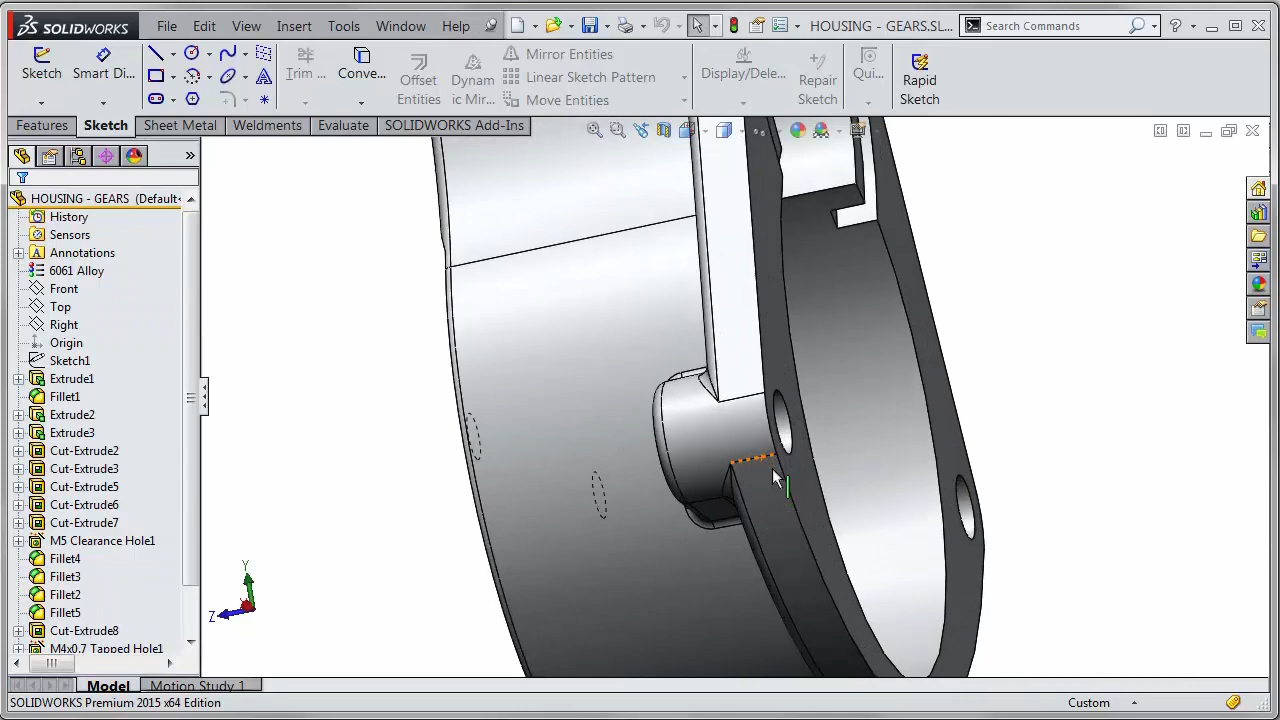 SOLIDWORKS File Edit View Insert Tools Window Help HOUSING - GEARS.SL... Search Commands ?
Sketch Smart Di... Trim ... Conve... Offset Entities Dynam ic Mir... Mirror Entities Linear Sketch Pattern Move Entities Display/Dele... Repair Sketch Qui... Rapid Sketch
Features Sketch Sheet Metal Weldments Evaluate SOLIDWORKS Add-Ins
HOUSING - GEARS (Default<
History
Sensors
Annotations
6061 Alloy
Front
Top
Right
Origin
Sketch1
Extrude1
Fillet1
Extrude2
Extrude3
Cut-Extrude2
Cut-Extrude3
Cut-Extrude5
Cut-Extrude6
Cut-Extrude7
M5 Clearance Hole1
Fillet4
Fillet3
Fillet2
Fillet5
Cut-Extrude8
M4x0.7 Tapped Hole1
Y
Z
Model Motion Study 1
SOLIDWORKS Premium 2015 x64 Edition Custom